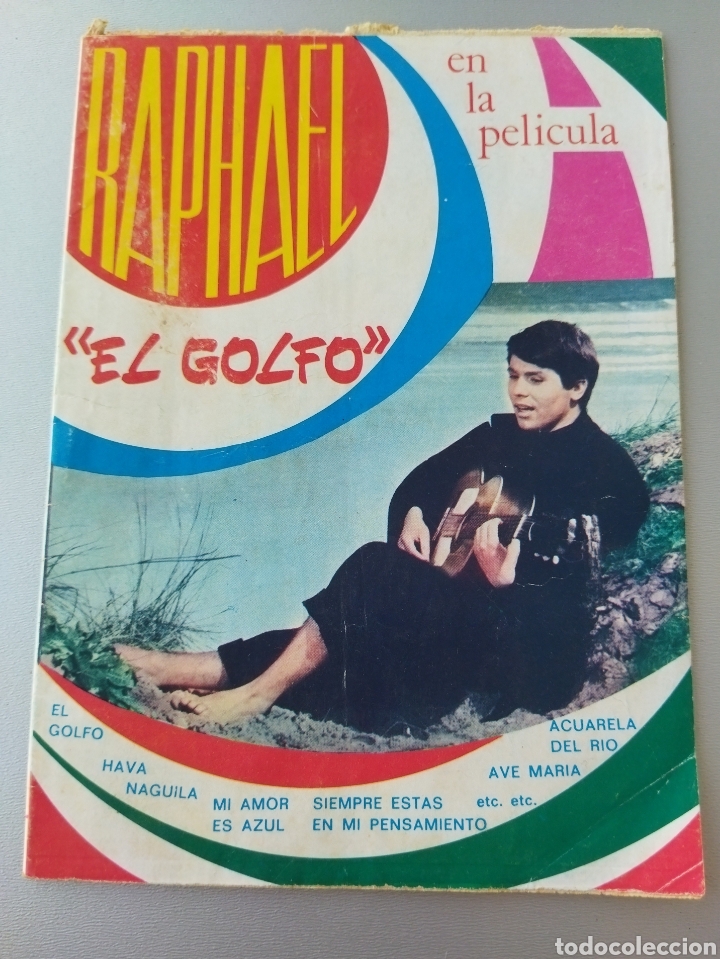 RAPHAEL
en
la
pelicula
«EL GOLFO»
EL
GOLFO
HAVA
NAGUiLA
MI AMOR
ES AZUL
SIEMPRE ESTAS
EN MI PENSAMIENTO
ACUARELA
DEL RIO
AVE MARIA
etc. etc.
todocoleccion